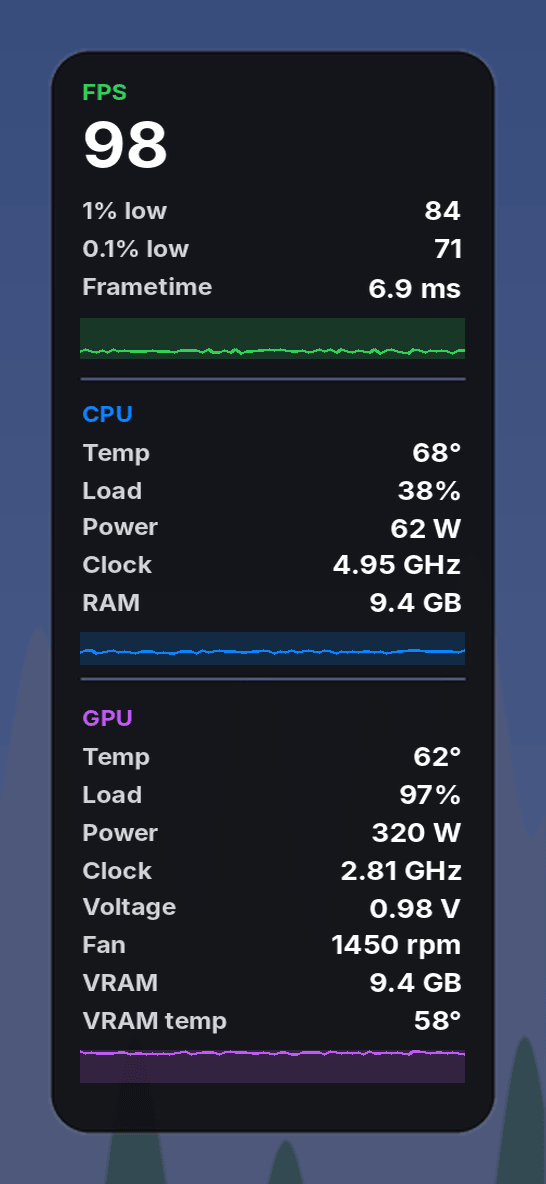 FPS
98
1% low 84
0.1% low 71
Frametime 6.9 ms
CPU
Temp 68°
Load 38%
Power 62 W
Clock 4.95 GHz
RAM 9.4 GB
GPU
Temp 62°
Load 97%
Power 320 W
Clock 2.81 GHz
Voltage 0.98 V
Fan 1450 rpm
VRAM 9.4 GB
VRAM temp 58°